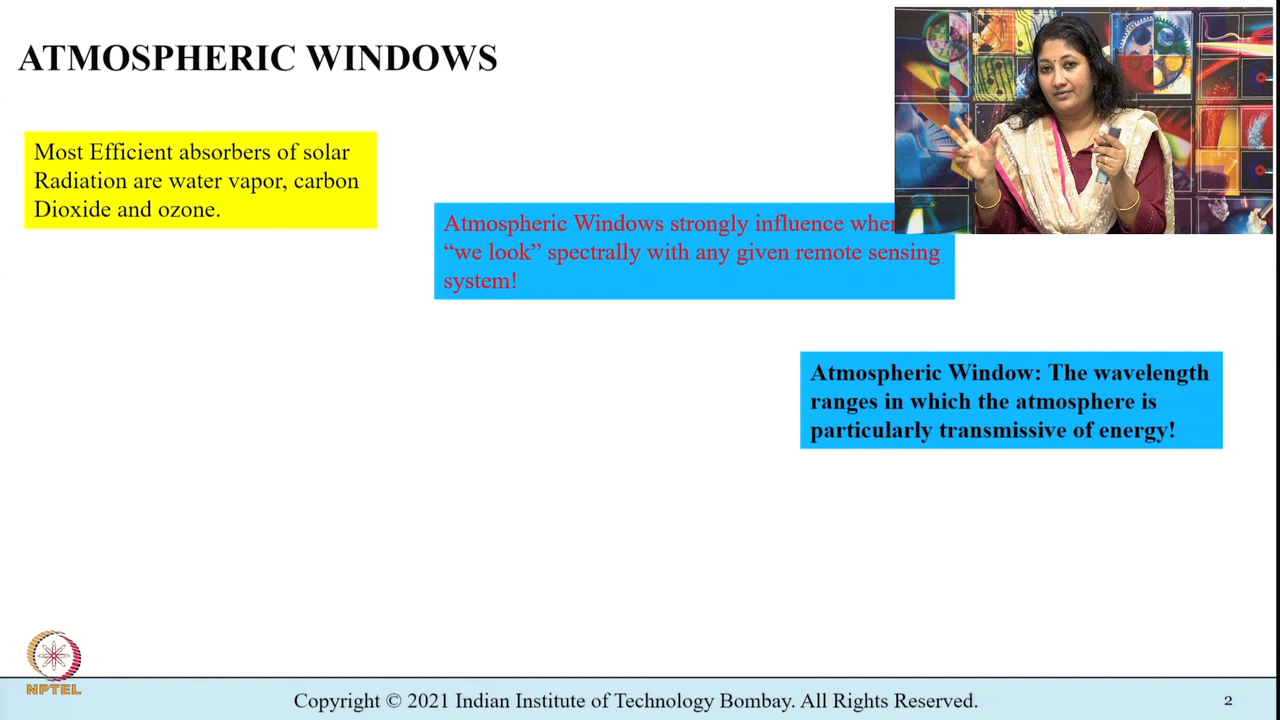 ATMOSPHERIC WINDOWS
Most Efficient absorbers of solar
Radiation are water vapor, carbon
Dioxide and ozone.
Atmospheric Windows strongly influence
“we look” spectrally with any given remote sensing
system!
Atmospheric Window: The wavelength
ranges in which the atmosphere is
particularly transmissive of energy!
NPTEL
Copyright © 2021 Indian Institute of Technology Bombay. All Rights Reserved.
2